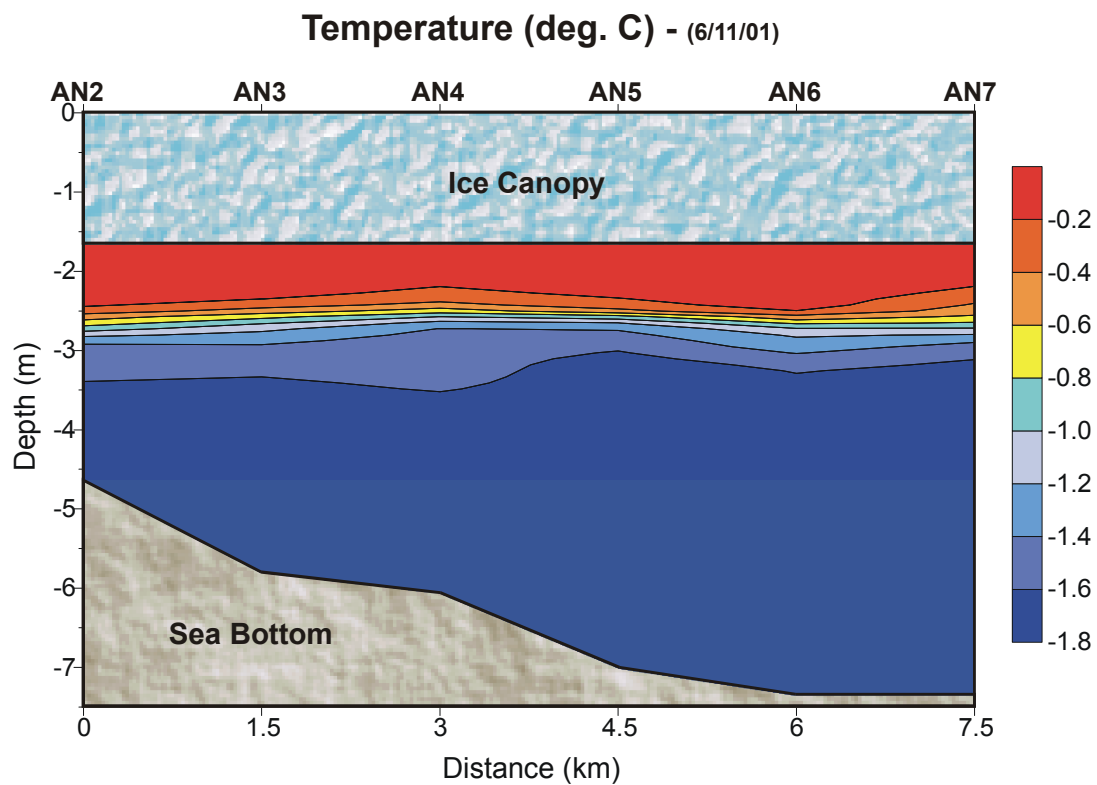 Temperature (deg. C) - (6/11/01)
AN2 AN3 AN4 AN5 AN6 AN7
0
-1
-2
-3
-4
-5
-6
-7
Depth (m)
Ice Canopy
Sea Bottom
0 1.5 3 4.5 6 7.5
Distance (km)
-0.2
-0.4
-0.6
-0.8
-1.0
-1.2
-1.4
-1.6
-1.8